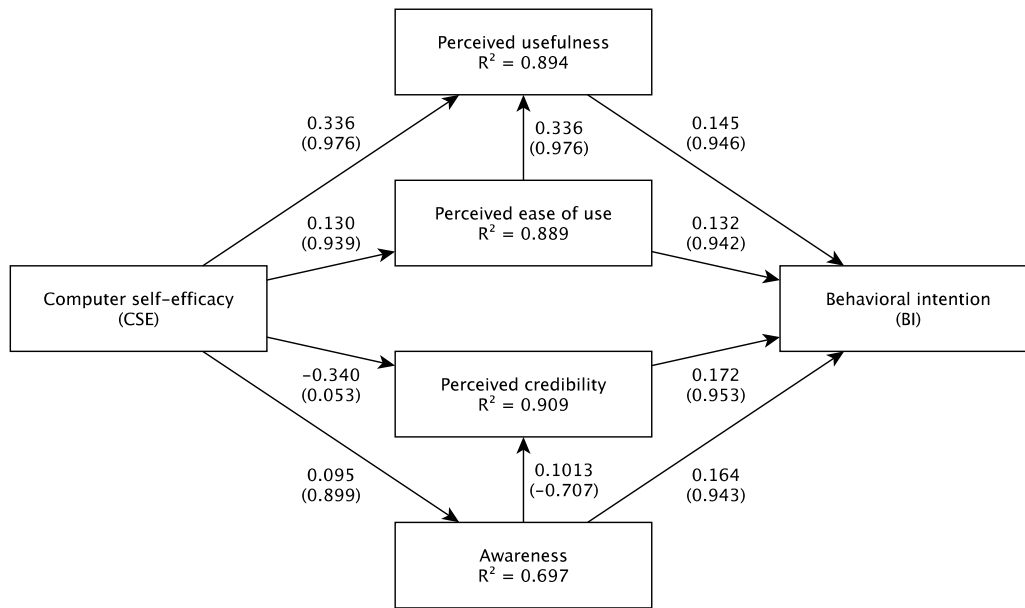 Perceived usefulness
R² = 0.894
0.336
(0.976)
0.336
(0.976)
0.145
(0.946)
Perceived ease of use
R² = 0.889
0.130
(0.939)
0.132
(0.942)
Computer self–efficacy
(CSE)
Behavioral intention
(BI)
Perceived credibility
R² = 0.909
–0.340
(0.053)
0.172
(0.953)
0.095
(0.899)
0.1013
(–0.707)
0.164
(0.943)
Awareness
R² = 0.697